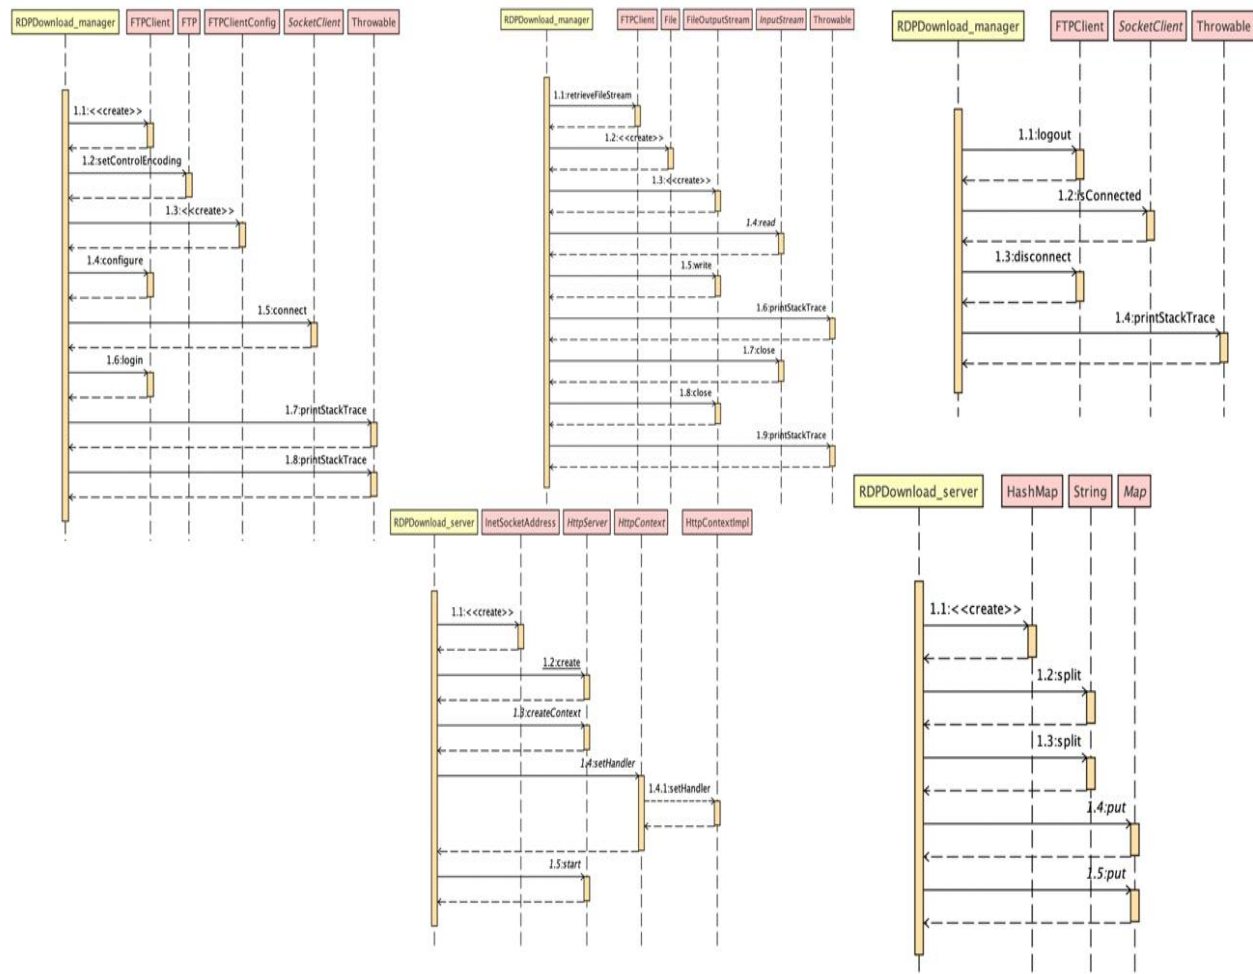 RDPDownload_manager FTPClient FTP FTPClientConfig SocketClient Throwable
1.1:<<create>>
1.2:setControlEncoding
1.3:<<create>>
1.4:configure
1.5:connect
1.6:login
1.7:printStackTrace
1.8:printStackTrace
RDPDownload_manager FTPClient File FileOutputStream InputStream Throwable
1.1:retrieveFileStream
1.2:<<create>>
1.3:<<create>>
1.4:read
1.5:write
1.6:printStackTrace
1.7:close
1.8:close
1.9:printStackTrace
RDPDownload_manager FTPClient SocketClient Throwable
1.1:logout
1.2:isConnected
1.3:disconnect
1.4:printStackTrace
RDPDownload_server InetSocketAddress HttpServer HttpContext HttpContextImpl
1.1:<<create>>
1.2:create
1.3:createContext
1.4:setHandler
1.4.1:setHandler
1.5:start
RDPDownload_server HashMap String Map
1.1:<<create>>
1.2:split
1.3:split
1.4:put
1.5:put